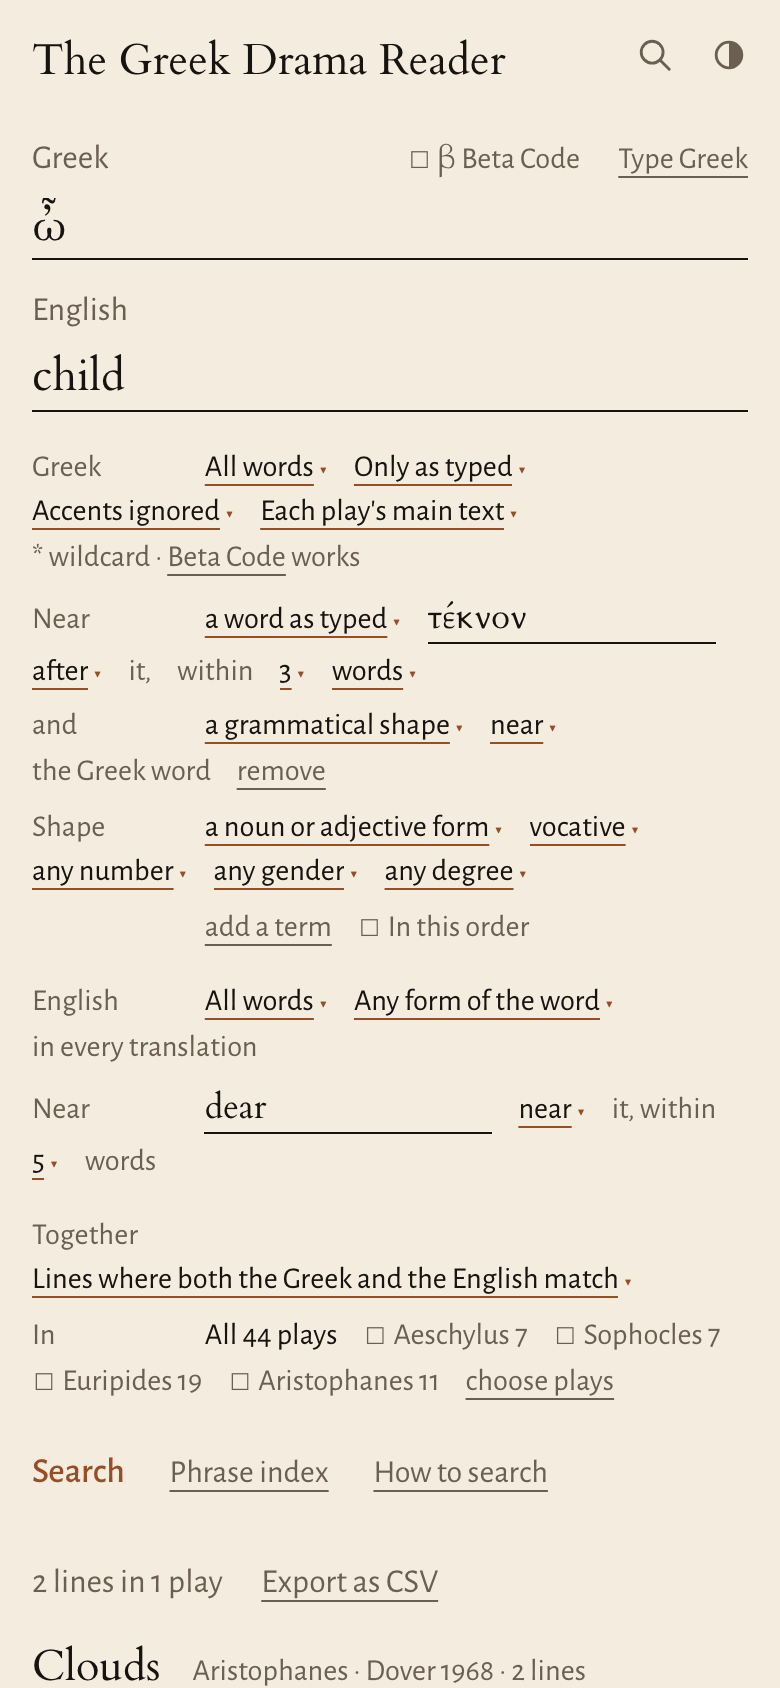 The Greek Drama Reader
Greek □ β Beta Code Type Greek
ὦ
English
child
Greek All words ▾ Only as typed ▾
Accents ignored ▾ Each play's main text ▾
* wildcard · Beta Code works
Near a word as typed ▾ τέκνον
after ▾ it, within 3 ▾ words ▾
and a grammatical shape ▾ near ▾
the Greek word remove
Shape a noun or adjective form ▾ vocative ▾
any number ▾ any gender ▾ any degree ▾
add a term □ In this order
English All words ▾ Any form of the word ▾
in every translation
Near dear near ▾ it, within
5 ▾ words
Together
Lines where both the Greek and the English match ▾
In All 44 plays □ Aeschylus 7 □ Sophocles 7
□ Euripides 19 □ Aristophanes 11 choose plays
Search Phrase index How to search
2 lines in 1 play Export as CSV
Clouds Aristophanes · Dover 1968 · 2 lines